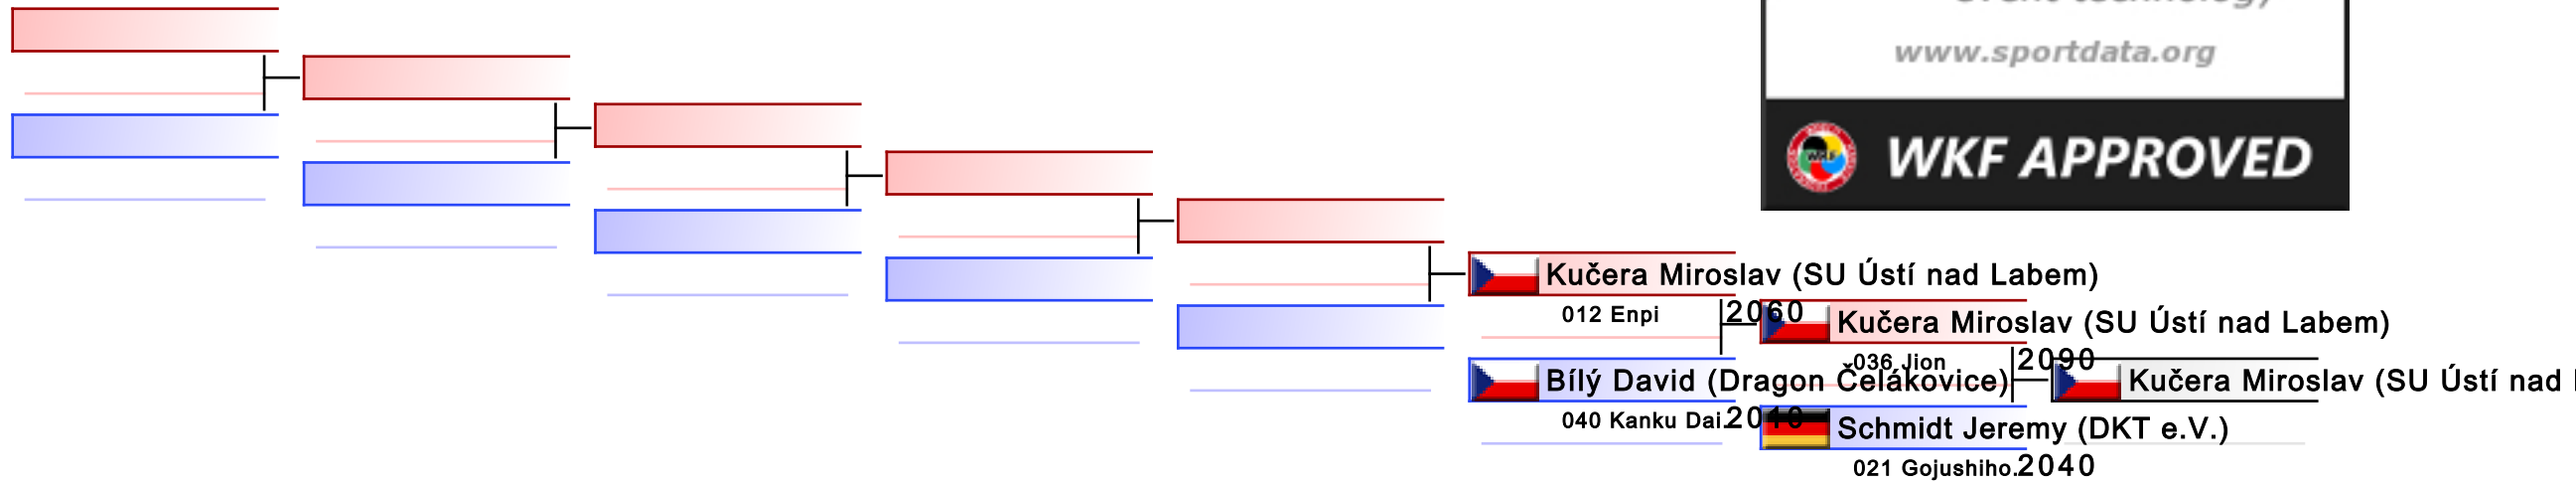 www.sportdata.org
WKF APPROVED
Kučera Miroslav (SU Ústí nad Labem)
012 Enpi 2060
Kučera Miroslav (SU Ústí nad Labem)
036 Jion 2090
Bílý David (Dragon Čelákovice)
Kučera Miroslav (SU Ústí nad
040 Kanku Dai. 2010
Schmidt Jeremy (DKT e.V.)
021 Gojushiho. 2040